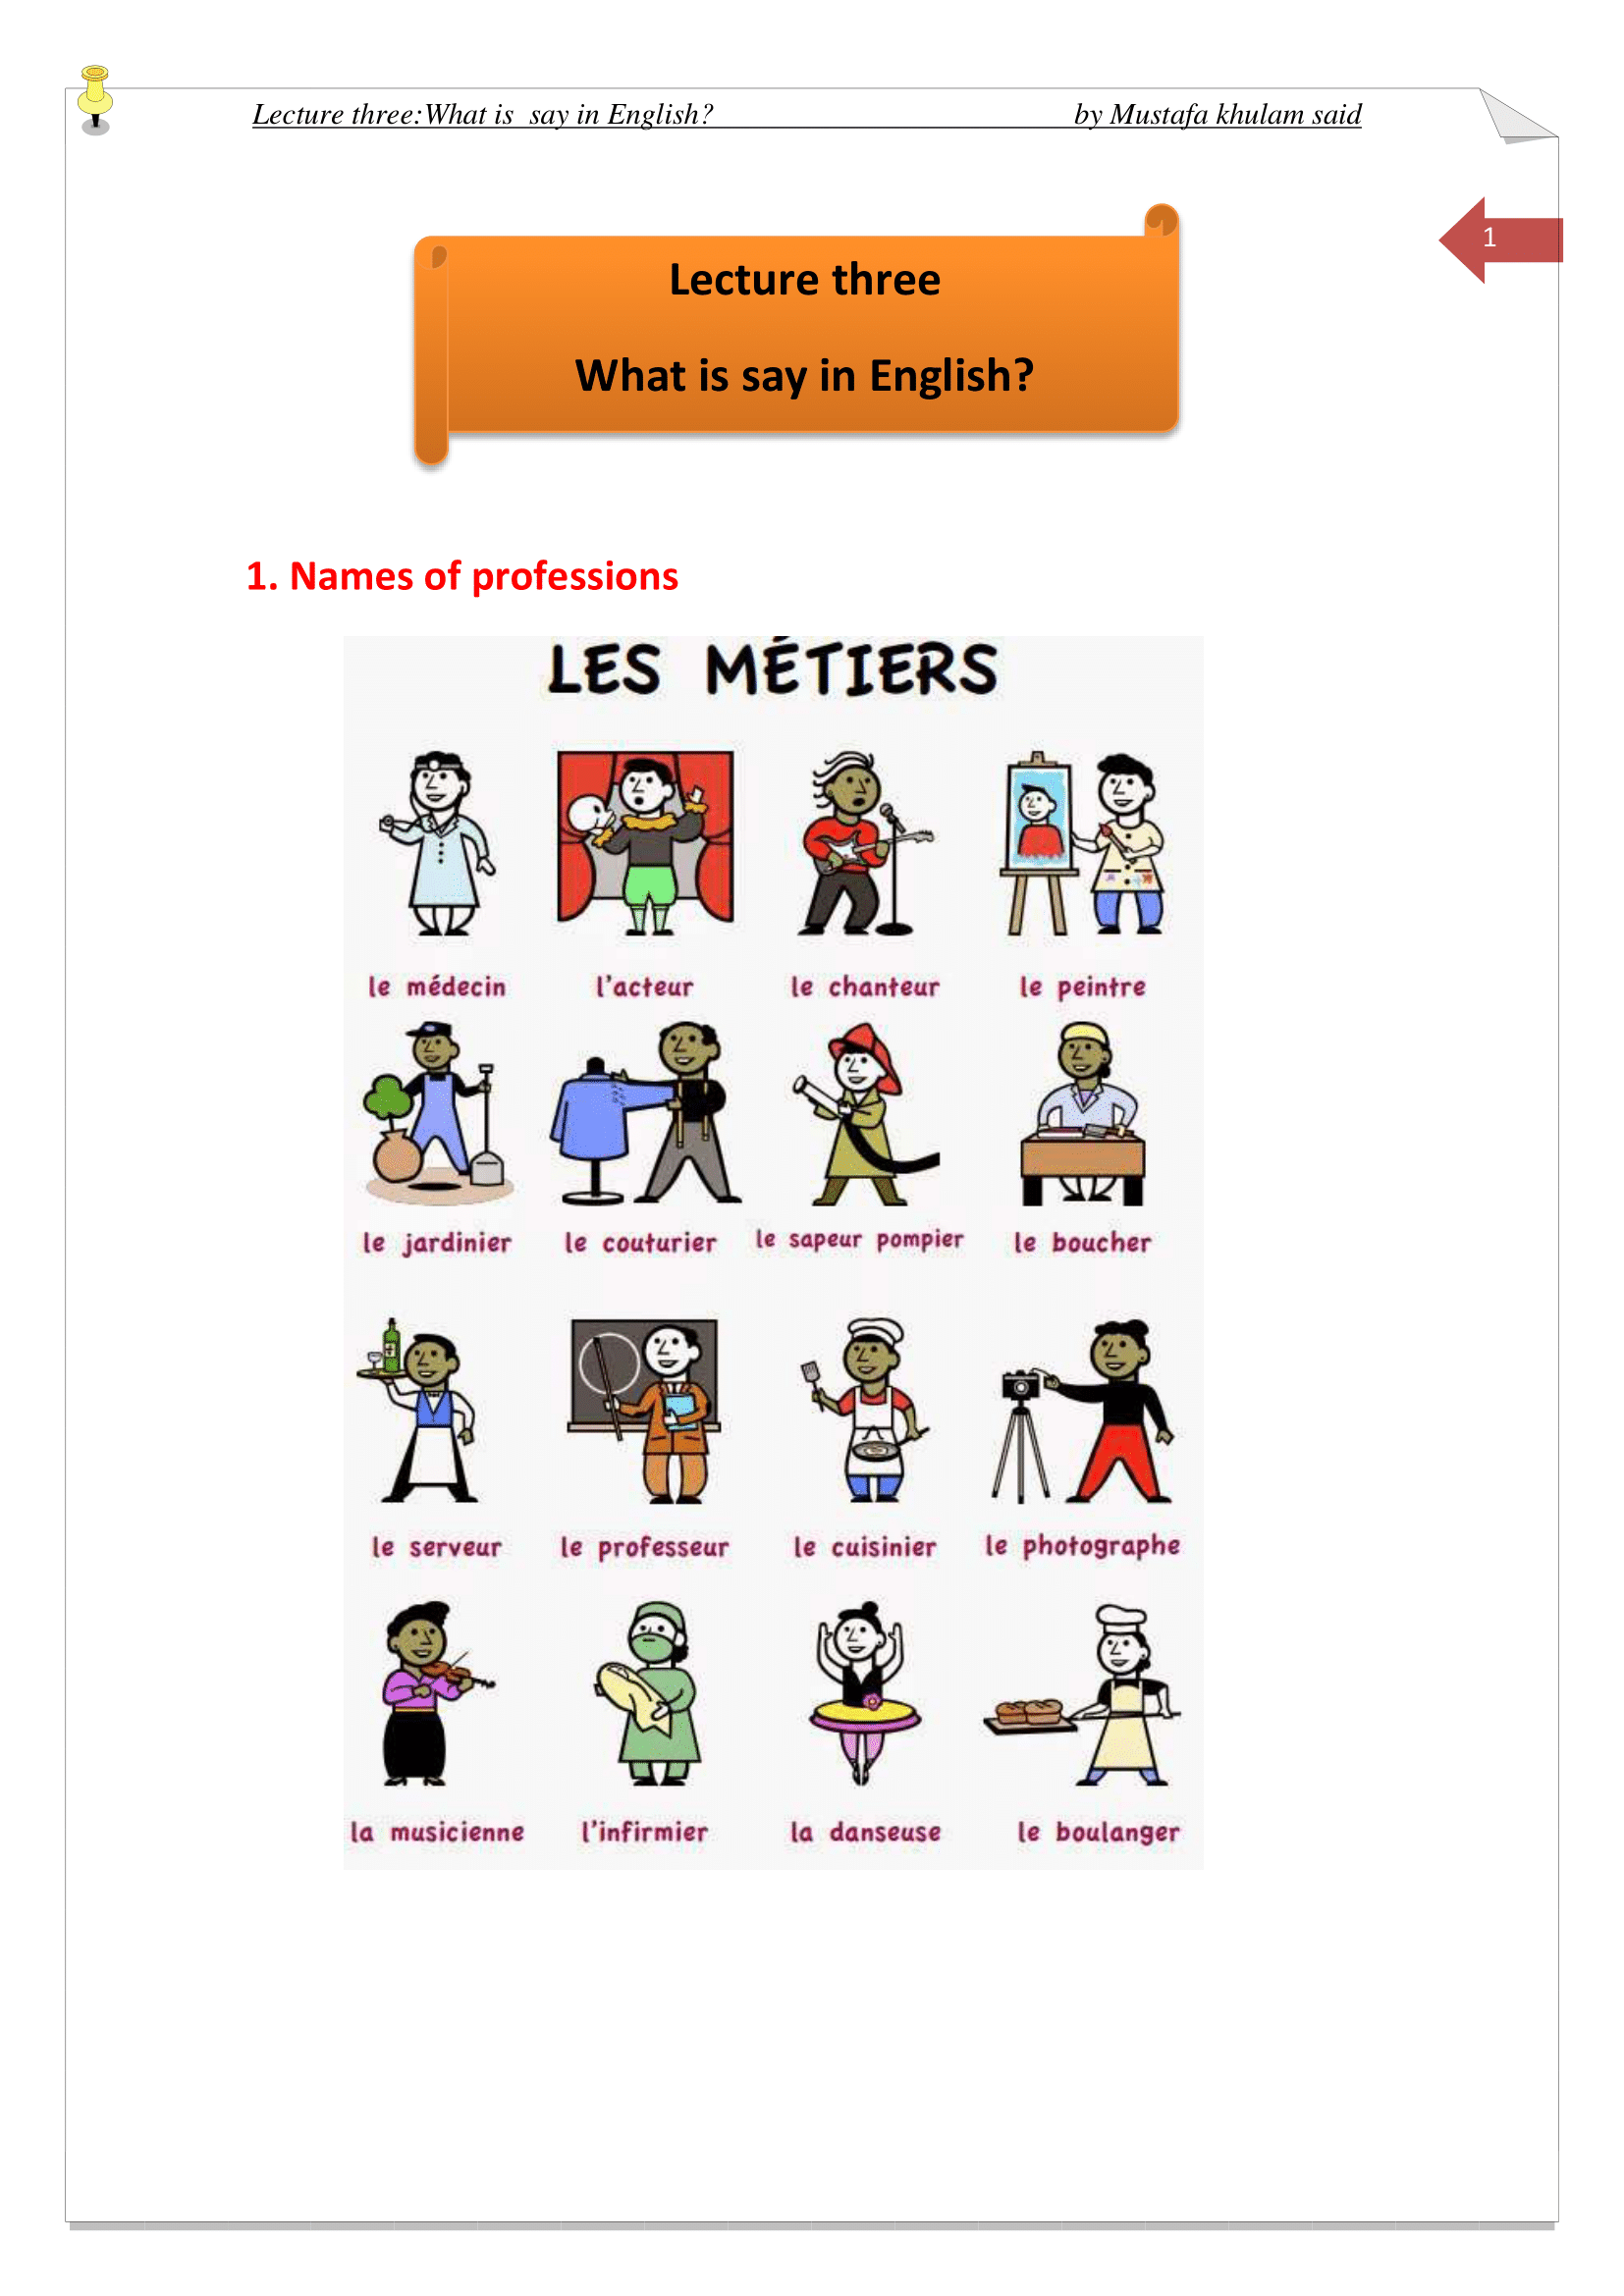 Lecture three:What is  say in English? by Mustafa khulam said
1
Lecture three
What is say in English?
1. Names of professions
LES MÉTIERS
le médecin l'acteur le chanteur le peintre
le jardinier le couturier le sapeur pompier le boucher
le serveur le professeur le cuisinier le photographe
la musicienne l'infirmier la danseuse le boulanger